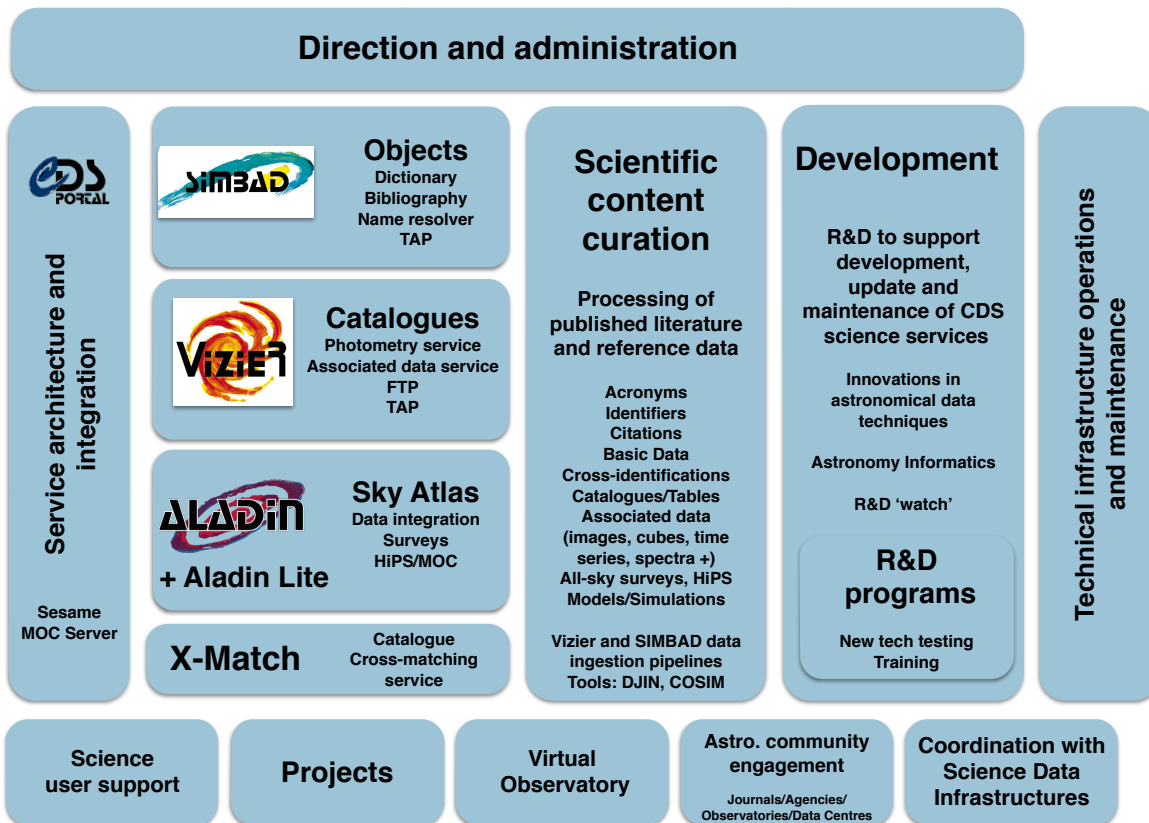 Direction and administration
CDS
PORTAL
Service architecture and
integration
Sesame
MOC Server
SIMBAD
Objects
Dictionary
Bibliography
Name resolver
TAP
VizieR
Catalogues
Photometry service
Associated data service
FTP
TAP
ALADiN
+ Aladin Lite
Sky Atlas
Data integration
Surveys
HiPS/MOC
X-Match
Catalogue
Cross-matching
service
Scientific
content
curation
Processing of
published literature
and reference data
Acronyms
Identifiers
Citations
Basic Data
Cross-identifications
Catalogues/Tables
Associated data
(images, cubes, time
series, spectra +)
All-sky surveys, HiPS
Models/Simulations
Vizier and SIMBAD data
ingestion pipelines
Tools: DJIN, COSIM
Development
R&D to support
development,
update and
maintenance of CDS
science services
Innovations in
astronomical data
techniques
Astronomy Informatics
R&D ‘watch’
R&D
programs
New tech testing
Training
Technical infrastructure operations
and maintenance
Science
user support
Projects
Virtual
Observatory
Astro. community
engagement
Journals/Agencies/
Observatories/Data Centres
Coordination with
Science Data
Infrastructures